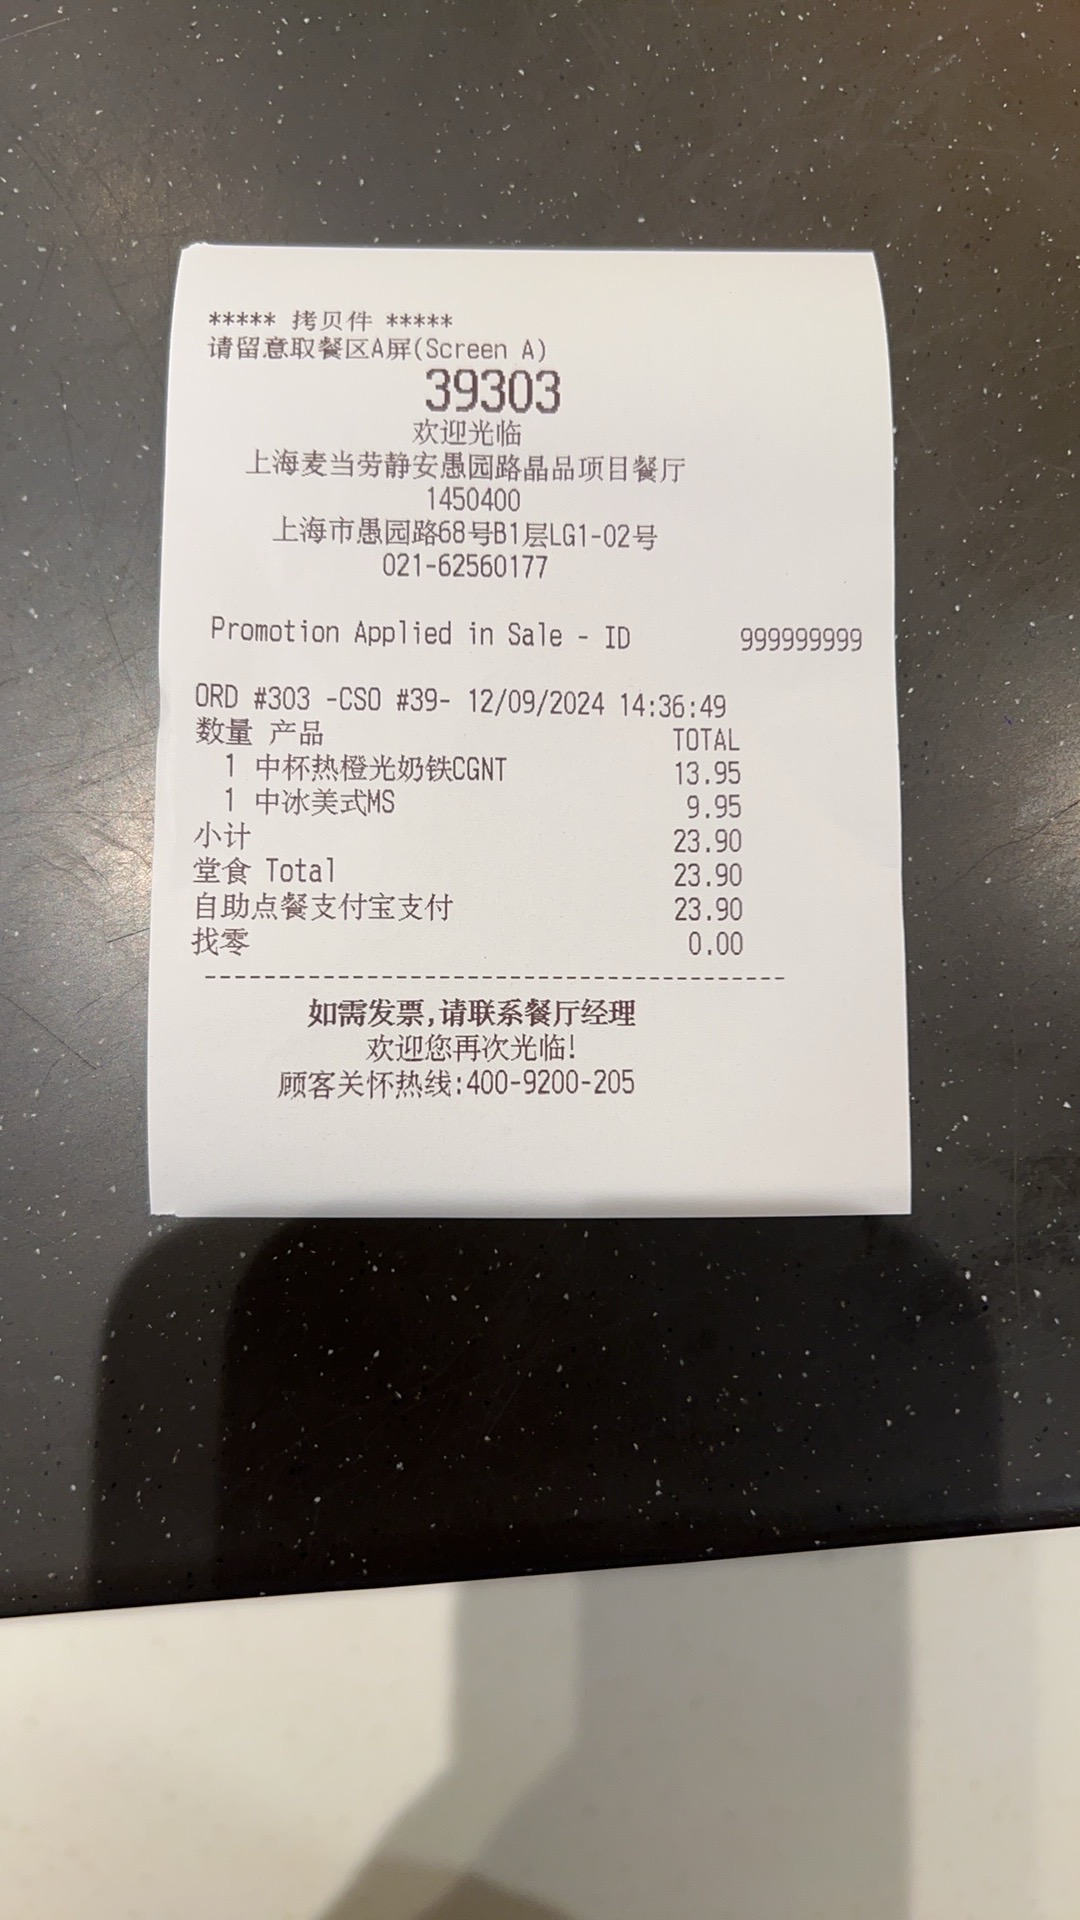 ***** 拷贝件 *****
请留意取餐区A屏(Screen A)
39303
欢迎光临
上海麦当劳静安愚园路晶品项目餐厅
1450400
上海市愚园路68号B1层LG1-02号
021-62560177
Promotion Applied in Sale - ID 999999999
ORD #303 -CSO #39- 12/09/2024 14:36:49
数量 产品 TOTAL
1 中杯热橙光奶铁CGNT 13.95
1 中冰美式MS 9.95
小计 23.90
堂食 Total 23.90
自助点餐支付宝支付 23.90
找零 0.00
----------------------------------------
如需发票,请联系餐厅经理
欢迎您再次光临!
顾客关怀热线:400-9200-205